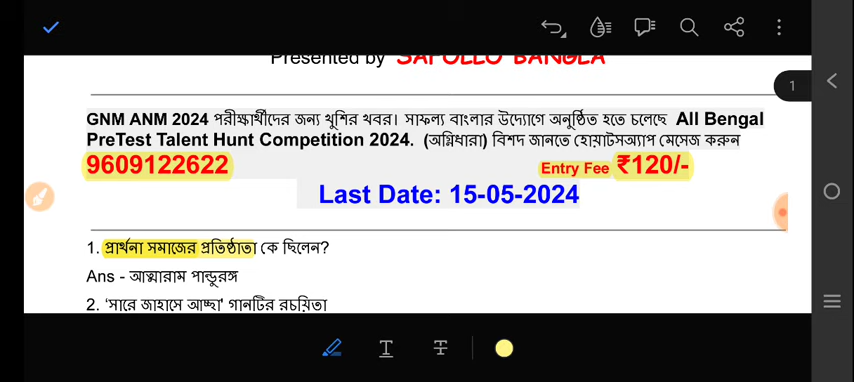 Presented by SAFOLLO BANGLA
1
GNM ANM 2024 পরীক্ষার্থীদের জন্য খুশির খবর। সাফল্য বাংলার উদ্যোগে অনুষ্ঠিত হতে চলেছে All Bengal
PreTest Talent Hunt Competition 2024. (অগ্নিধারা) বিশদ জানতে হোয়াটসঅ্যাপ মেসেজ করুন
9609122622 Entry Fee ₹120/-
Last Date: 15-05-2024
1. প্রার্থনা সমাজের প্রতিষ্ঠাতা কে ছিলেন?
Ans - আত্মারাম পান্ডুরঙ্গ
2. ‘সারে জাহাসে আচ্ছা' গানটির রচয়িতা